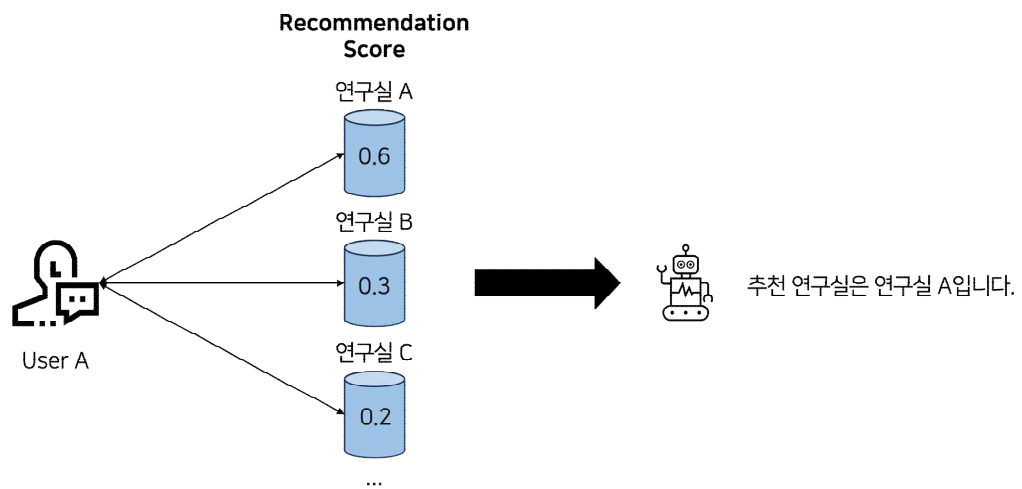 Recommendation
Score
연구실 A
0.6
연구실 B
0.3
연구실 C
0.2
...
User A
추천 연구실은 연구실 A입니다.